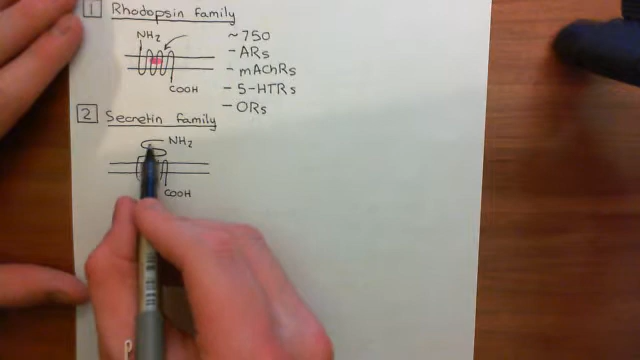 1 Rhodopsin family
NH2
COOH
~750
- ARs
- mAChRs
- 5-HTRs
- ORs
2 Secretin family
NH2
COOH